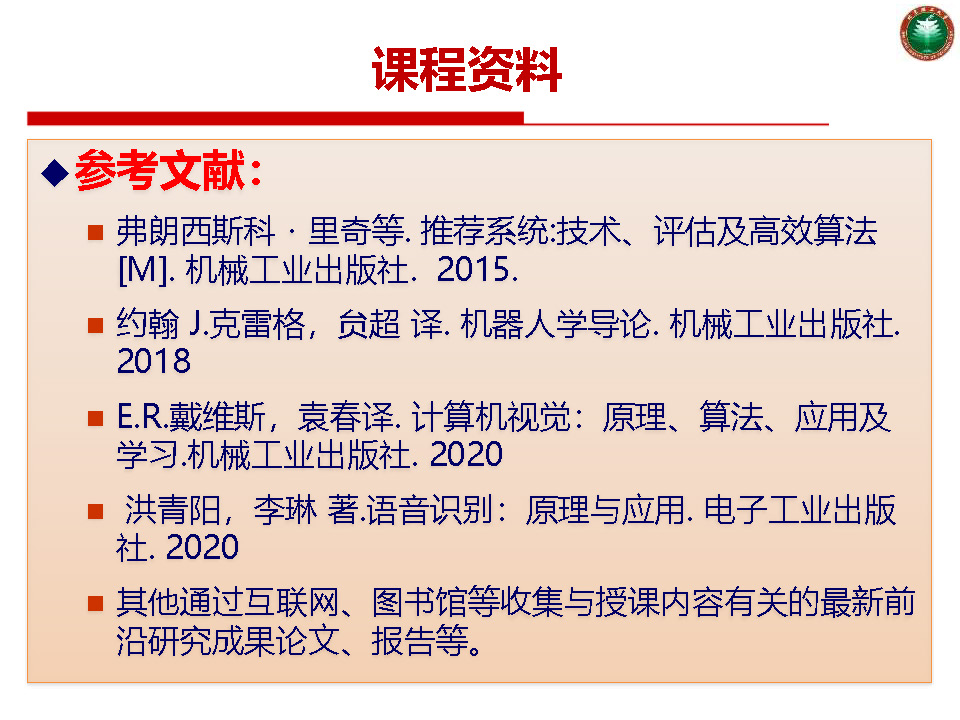 课程资料
参考文献：
弗朗西斯科·里奇等. 推荐系统:技术、评估及高效算法
[M]. 机械工业出版社. 2015.
约翰 J.克雷格，贠超 译. 机器人学导论. 机械工业出版社.
2018
E.R.戴维斯，袁春译. 计算机视觉：原理、算法、应用及
学习.机械工业出版社. 2020
洪青阳，李琳 著.语音识别：原理与应用. 电子工业出版
社. 2020
其他通过互联网、图书馆等收集与授课内容有关的最新前
沿研究成果论文、报告等。